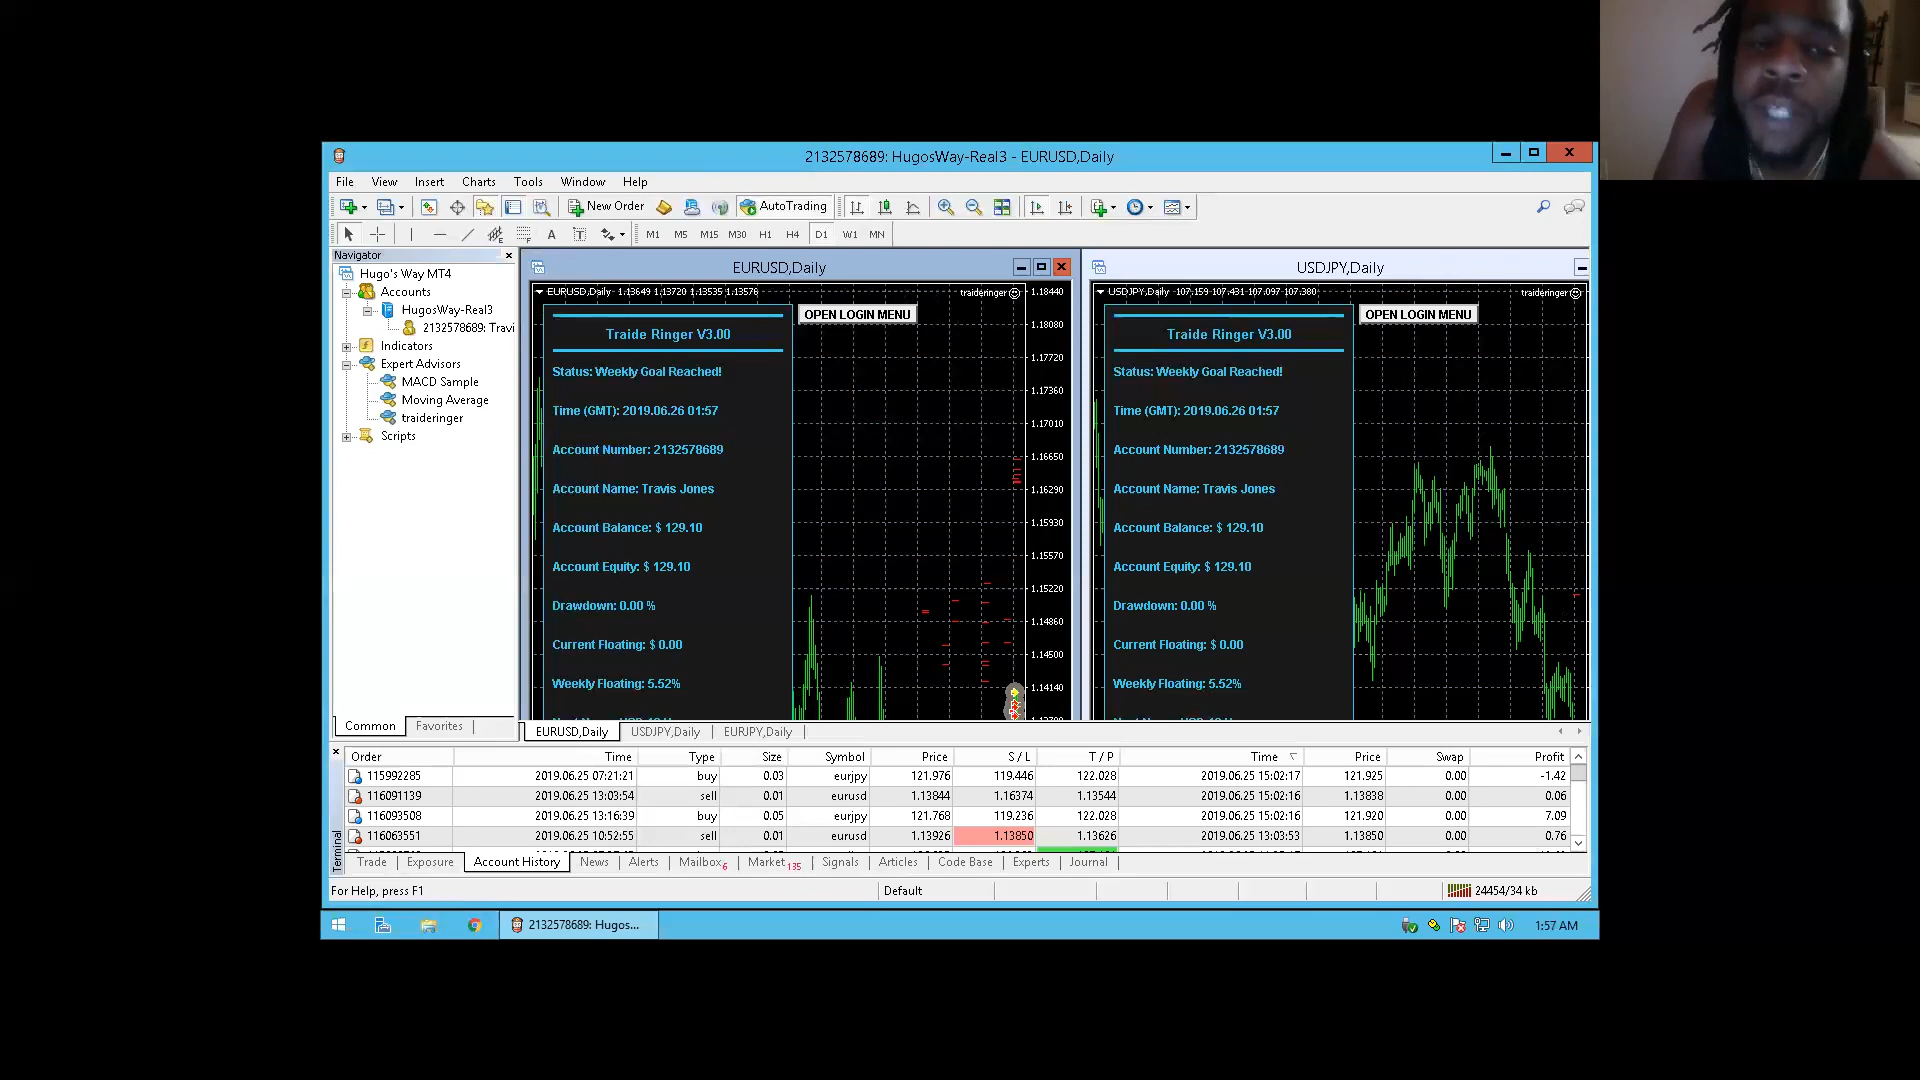 2132578689: HugosWay-Real3 - EURUSD,Daily
File View Insert Charts Tools Window Help
New Order AutoTrading
A T M1 M5 M15 M30 H1 H4 D1 W1 MN
Navigator
Hugo's Way MT4
Accounts
HugosWay-Real3
2132578689: Travi
Indicators
Expert Advisors
MACD Sample
Moving Average
traideringer
Scripts
Common Favorites
EURUSD,Daily
EURUSD,Daily 1.13649 1.13720 1.13535 1.13576
traideringer
OPEN LOGIN MENU
Traide Ringer V3.00
Status: Weekly Goal Reached!
Time (GMT): 2019.06.26 01:57
Account Number: 2132578689
Account Name: Travis Jones
Account Balance: $ 129.10
Account Equity: $ 129.10
Drawdown: 0.00 %
Current Floating: $ 0.00
Weekly Floating: 5.52%
1.18440
1.18080
1.17720
1.17360
1.17010
1.16650
1.16290
1.15930
1.15570
1.15220
1.14860
1.14500
1.14140
USDJPY,Daily
USDJPY,Daily 107.159 107.431 107.097 107.380
traideringer
OPEN LOGIN MENU
Traide Ringer V3.00
Status: Weekly Goal Reached!
Time (GMT): 2019.06.26 01:57
Account Number: 2132578689
Account Name: Travis Jones
Account Balance: $ 129.10
Account Equity: $ 129.10
Drawdown: 0.00 %
Current Floating: $ 0.00
Weekly Floating: 5.52%
EURUSD,Daily USDJPY,Daily EURJPY,Daily
Order Time Type Size Symbol Price S / L T / P Time Price Swap Profit
115992285 2019.06.25 07:21:21 buy 0.03 eurjpy 121.976 119.446 122.028 2019.06.25 15:02:17 121.925 0.00 -1.42
116091139 2019.06.25 13:03:54 sell 0.01 eurusd 1.13844 1.16374 1.13544 2019.06.25 15:02:16 1.13838 0.00 0.06
116093508 2019.06.25 13:16:39 buy 0.05 eurjpy 121.768 119.236 122.028 2019.06.25 15:02:16 121.920 0.00 7.09
116063551 2019.06.25 10:52:55 sell 0.01 eurusd 1.13926 1.13850 1.13626 2019.06.25 13:03:53 1.13850 0.00 0.76
Terminal
Trade Exposure Account History News Alerts Mailbox 6 Market 135 Signals Articles Code Base Experts Journal
For Help, press F1 Default 24454/34 kb
2132578689: Hugos... 1:57 AM